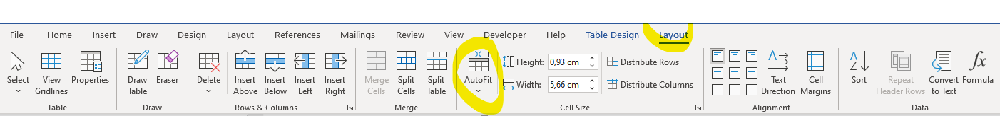 File Home Insert Draw Design Layout References Mailings Review View Developer Help Table Design Layout
Select
View
Gridlines
Properties
Table
Draw
Table
Eraser
Draw
Delete
Insert
Above
Insert
Below
Insert
Left
Insert
Right
Rows & Columns
Merge
Cells
Split
Cells
Split
Table
Merge
AutoFit
Height: 0,93 cm
Width: 5,66 cm
Distribute Rows
Distribute Columns
Cell Size
Text
Direction
Cell
Margins
Alignment
Sort
Repeat
Header Rows
Convert
to Text
Formula
Data